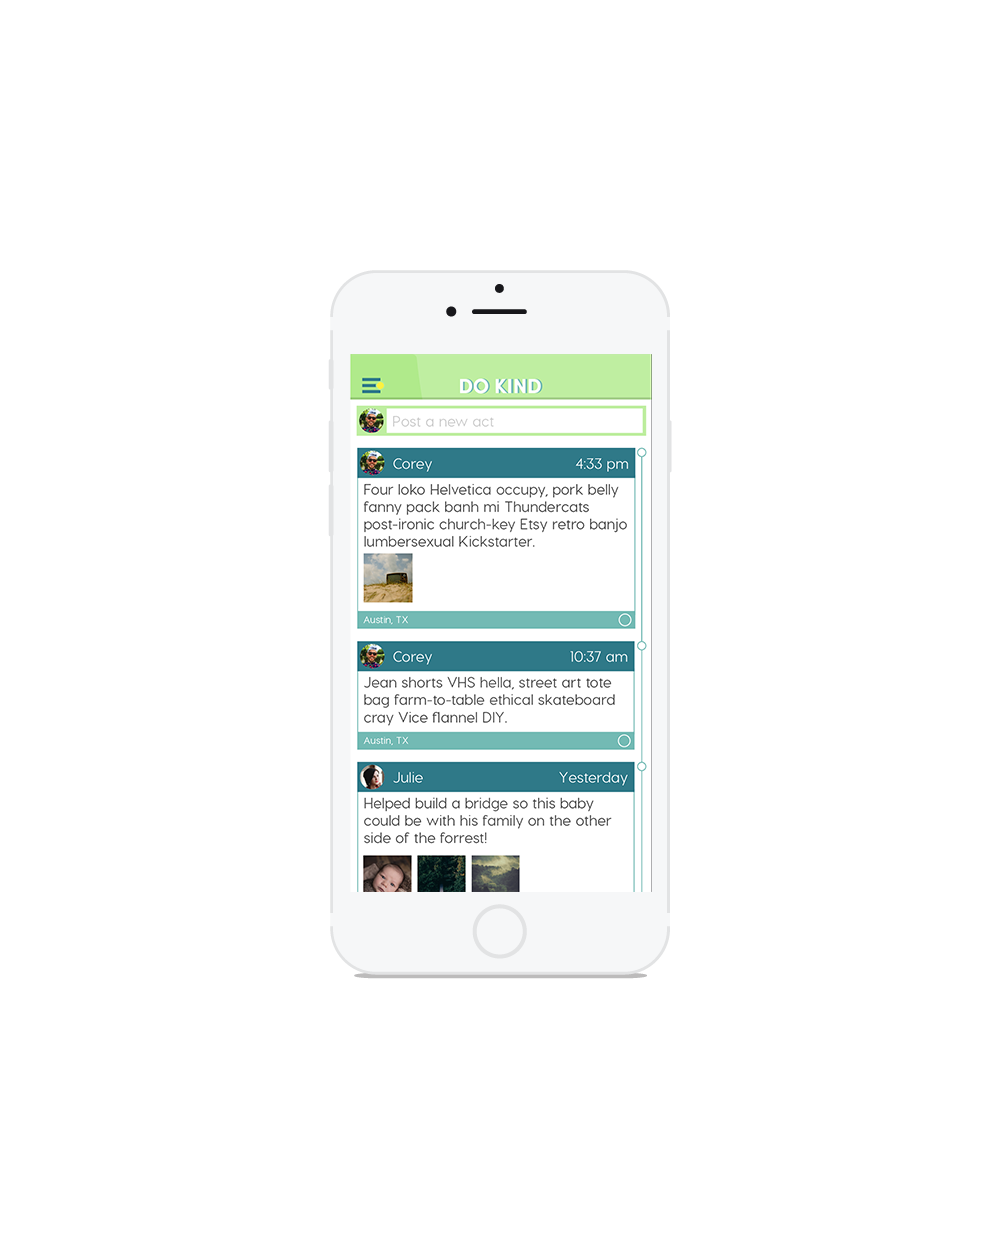 DO KIND
Post a new act
Corey 4:33 pm
Four loko Helvetica occupy, pork belly
fanny pack banh mi Thundercats
post-ironic church-key Etsy retro banjo
lumbersexual Kickstarter.
Austin, TX
Corey 10:37 am
Jean shorts VHS hella, street art tote
bag farm-to-table ethical skateboard
cray Vice flannel DIY.
Austin, TX
Julie Yesterday
Helped build a bridge so this baby
could be with his family on the other
side of the forrest!